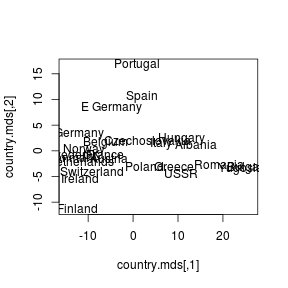 Portugal
15
Spain
10
E Germany
Germany
Hungary
5
Belgium
Italy
Albania
Norway
0
Poland
Greece
Romania
Switzerland
USSR
-5
Ireland
-10
Finland
-10
0
10
20
country.mds[,1]
country.mds[,2]